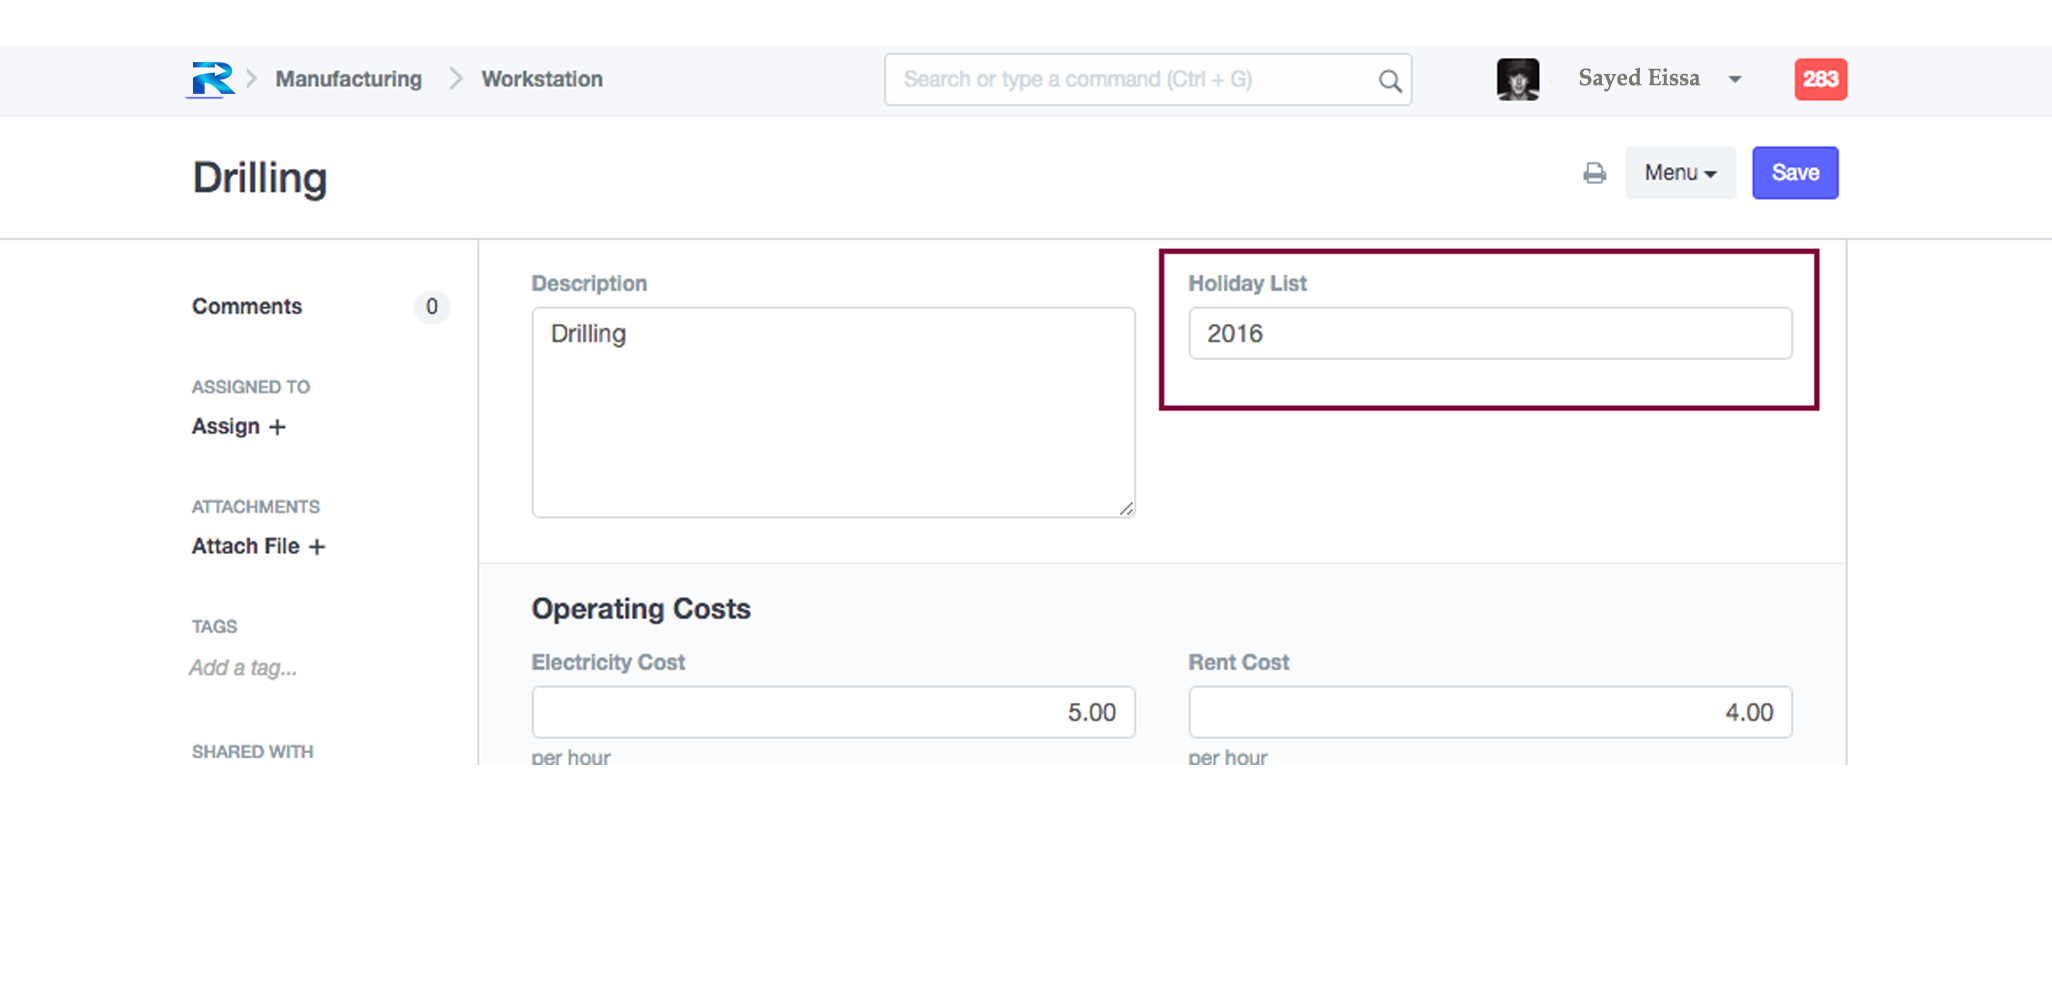 Manufacturing
Workstation
Search or type a command (Ctrl + G)
Sayed Eissa
283
Drilling
Menu
Save
Comments
0
ASSIGNED TO
Assign +
ATTACHMENTS
Attach File +
TAGS
Add a tag...
SHARED WITH
Description
Drilling
Holiday List
2016
Operating Costs
Electricity Cost
5.00
per hour
Rent Cost
4.00
per hour